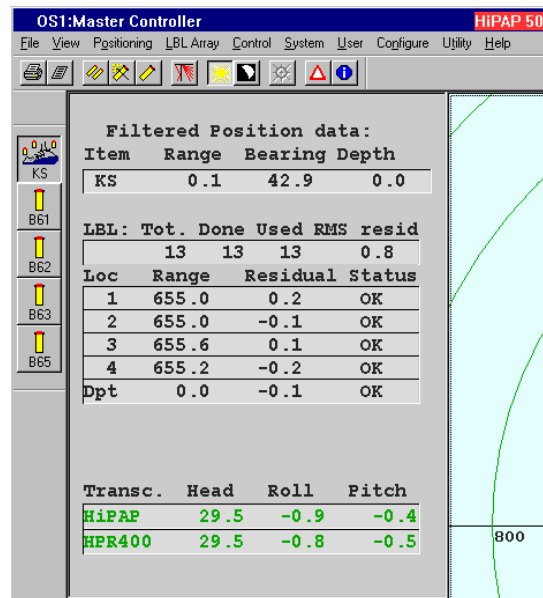 OS1:Master Controller HiPAP 50
File View Positioning LBL Array Control System User Configure Utility Help
KS
B61
B62
B63
B65
Filtered Position data:
Item Range Bearing Depth
KS 0.1 42.9 0.0
LBL: Tot. Done Used RMS resid
13 13 13 0.8
Loc Range Residual Status
1 655.0 0.2 OK
2 655.0 -0.1 OK
3 655.6 0.1 OK
4 655.2 -0.2 OK
Dpt 0.0 -0.1 OK
Transc. Head Roll Pitch
HiPAP 29.5 -0.9 -0.4
HPR400 29.5 -0.8 -0.5
800